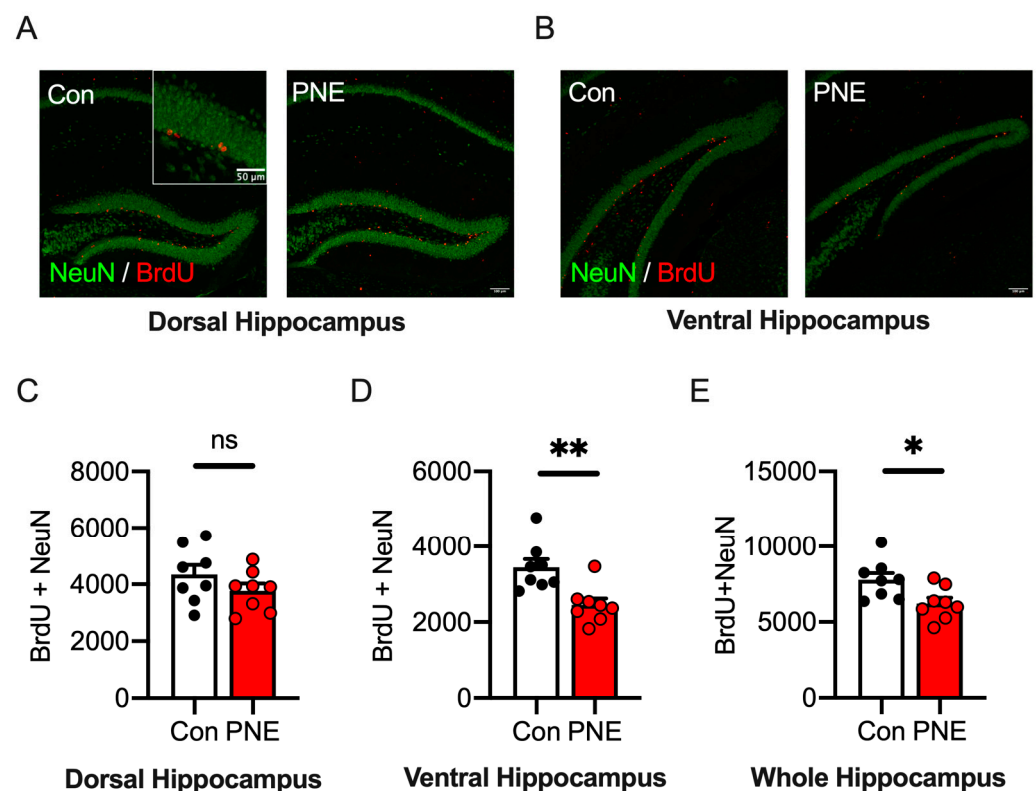 A
B
Con
PNE
50 µm
NeuN / BrdU
Con
PNE
NeuN / BrdU
Dorsal Hippocampus
Ventral Hippocampus
C
D
E
ns
**
*
8000
6000
4000
2000
0
BrdU + NeuN
Con PNE
Dorsal Hippocampus
6000
4000
2000
0
BrdU + NeuN
Con PNE
Ventral Hippocampus
15000
10000
5000
0
BrdU+NeuN
Con PNE
Whole Hippocampus